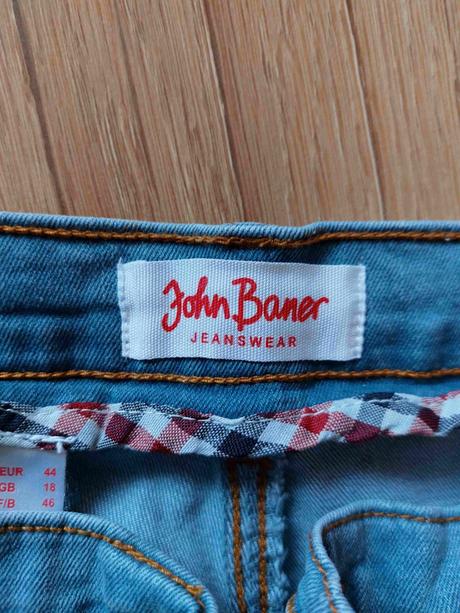 John Baner
JEANSWEAR
EUR 44
GB 18
F/B 46